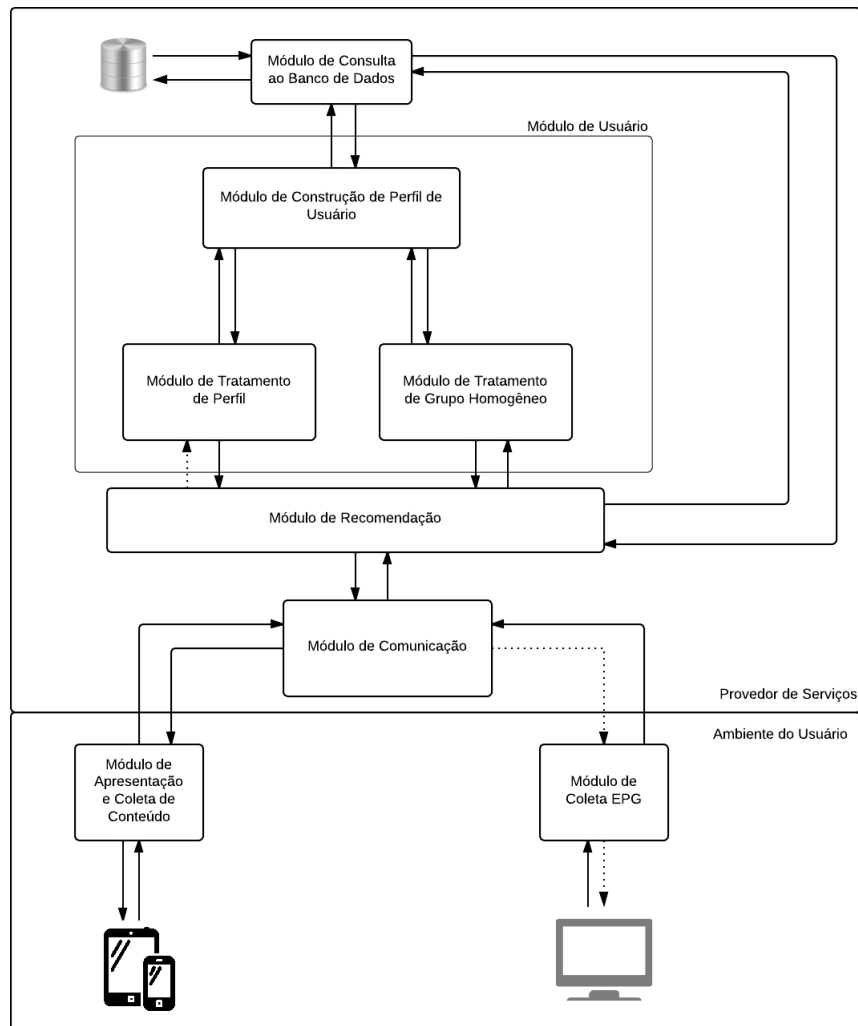 Módulo de Consulta
ao Banco de Dados
Módulo de Usuário
Módulo de Construção de Perfil de
Usuário
Módulo de Tratamento
de Perfil
Módulo de Tratamento
de Grupo Homogêneo
Módulo de Recomendação
Módulo de Comunicação
Provedor de Serviços
Ambiente do Usuário
Módulo de
Apresentação
e Coleta de
Conteúdo
Módulo de
Coleta EPG